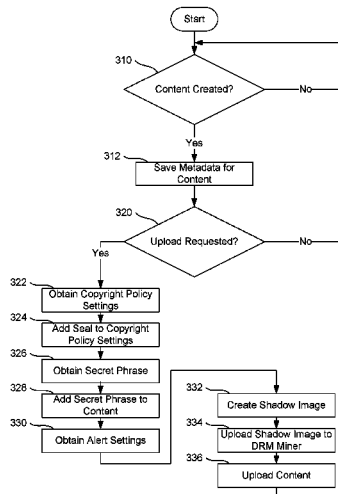 Start
310
Content Created?
No
Yes
312
Save Metadata for
Content
320
Upload Requested?
No
Yes
322
Obtain Copyright Policy
Settings
324
Add Seal to Copyright
Policy Settings
326
Obtain Secret Phrase
328
Add Secret Phrase to
Content
330
Obtain Alert Settings
332
Create Shadow Image
334
Upload Shadow Image to
DRM Miner
336
Upload Content